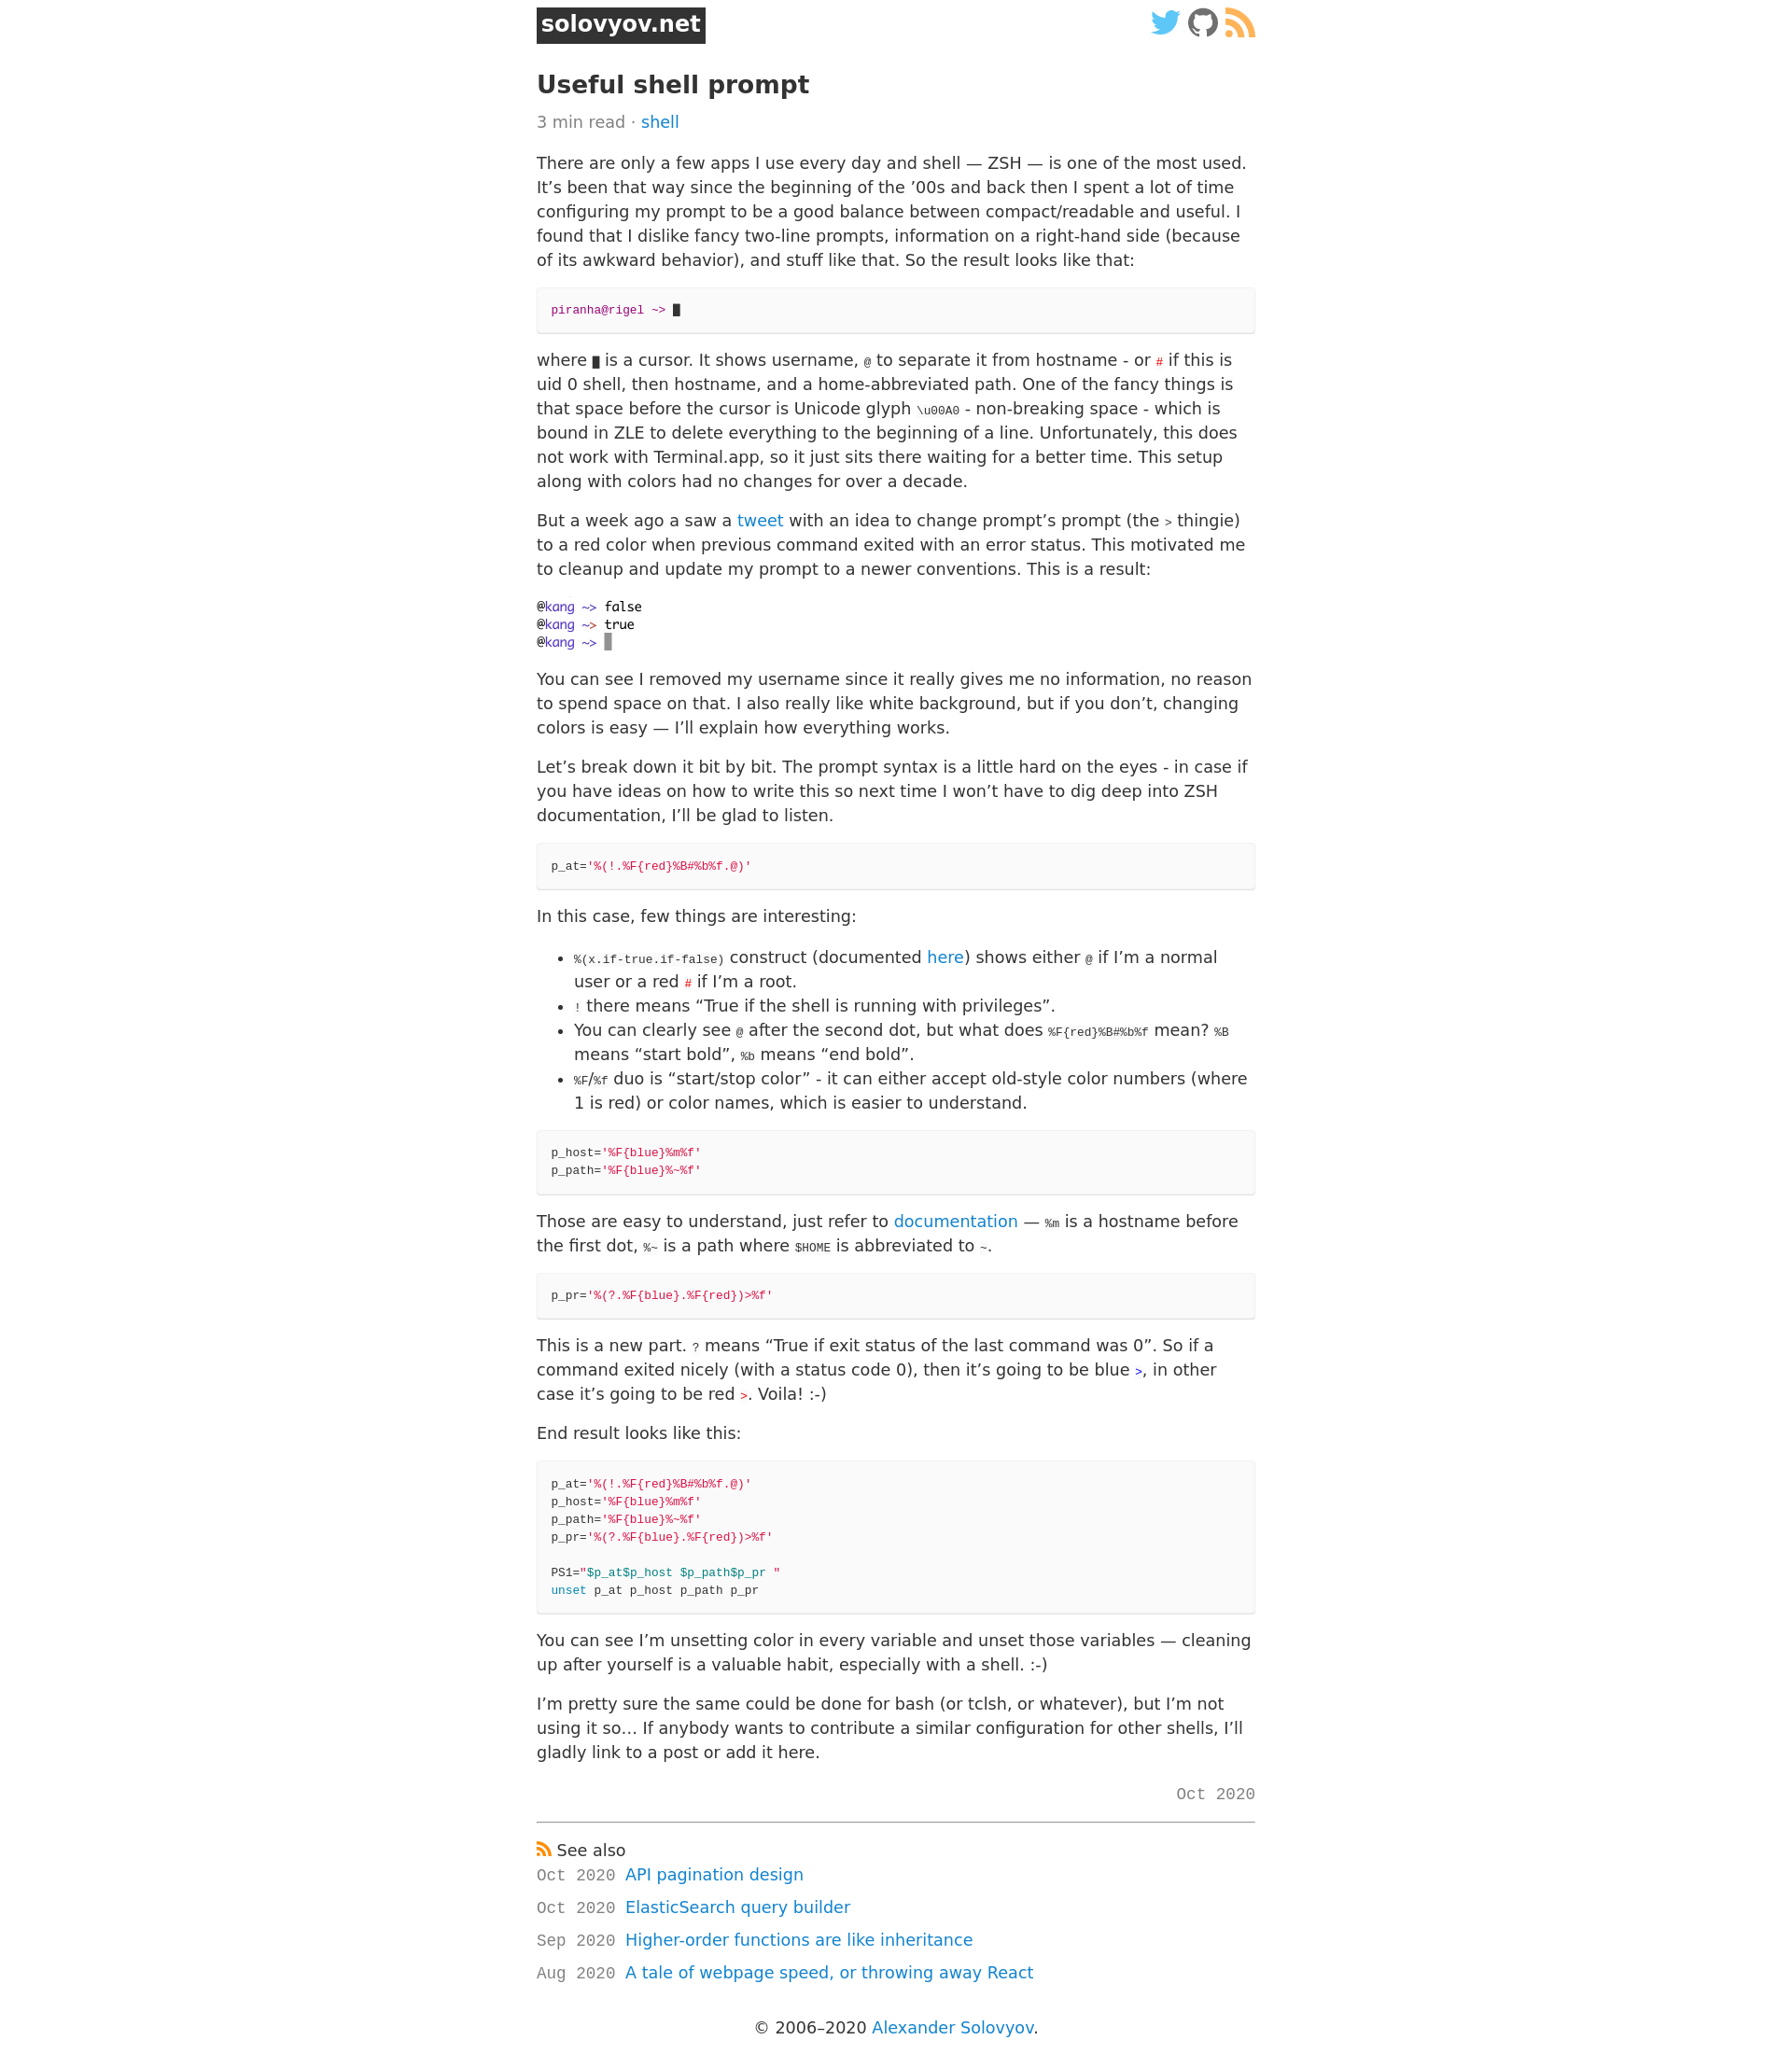 solovyov.net
Useful shell prompt
3 min read · shell
There are only a few apps I use every day and shell — ZSH — is one of the most used.
It’s been that way since the beginning of the ’00s and back then I spent a lot of time
configuring my prompt to be a good balance between compact/readable and useful. I
found that I dislike fancy two-line prompts, information on a right-hand side (because
of its awkward behavior), and stuff like that. So the result looks like that:
piranha@rigel ~> █
where █ is a cursor. It shows username, @ to separate it from hostname - or # if this is
uid 0 shell, then hostname, and a home-abbreviated path. One of the fancy things is
that space before the cursor is Unicode glyph \u00A0 - non-breaking space - which is
bound in ZLE to delete everything to the beginning of a line. Unfortunately, this does
not work with Terminal.app, so it just sits there waiting for a better time. This setup
along with colors had no changes for over a decade.
But a week ago a saw a tweet with an idea to change prompt’s prompt (the > thingie)
to a red color when previous command exited with an error status. This motivated me
to cleanup and update my prompt to a newer conventions. This is a result:
@kang ~> false
@kang ~> true
@kang ~> █
You can see I removed my username since it really gives me no information, no reason
to spend space on that. I also really like white background, but if you don’t, changing
colors is easy — I’ll explain how everything works.
Let’s break down it bit by bit. The prompt syntax is a little hard on the eyes - in case if
you have ideas on how to write this so next time I won’t have to dig deep into ZSH
documentation, I’ll be glad to listen.
p_at='%(!.%F{red}%B#%b%f.@)'
In this case, few things are interesting:
• %(x.if-true.if-false) construct (documented here) shows either @ if I’m a normal
user or a red # if I’m a root.
• ! there means “True if the shell is running with privileges”.
• You can clearly see @ after the second dot, but what does %F{red}%B#%b%f mean? %B
means “start bold”, %b means “end bold”.
• %F/%f duo is “start/stop color” - it can either accept old-style color numbers (where
1 is red) or color names, which is easier to understand.
p_host='%F{blue}%m%f'
p_path='%F{blue}%~%f'
Those are easy to understand, just refer to documentation — %m is a hostname before
the first dot, %~ is a path where $HOME is abbreviated to ~.
p_pr='%(?.%F{blue}.%F{red})>%f'
This is a new part. ? means “True if exit status of the last command was 0”. So if a
command exited nicely (with a status code 0), then it’s going to be blue >, in other
case it’s going to be red >. Voila! :-)
End result looks like this:
p_at='%(!.%F{red}%B#%b%f.@)'
p_host='%F{blue}%m%f'
p_path='%F{blue}%~%f'
p_pr='%(?.%F{blue}.%F{red})>%f'
PS1="$p_at$p_host $p_path$p_pr "
unset p_at p_host p_path p_pr
You can see I’m unsetting color in every variable and unset those variables — cleaning
up after yourself is a valuable habit, especially with a shell. :-)
I’m pretty sure the same could be done for bash (or tclsh, or whatever), but I’m not
using it so… If anybody wants to contribute a similar configuration for other shells, I’ll
gladly link to a post or add it here.
Oct 2020
See also
Oct 2020 API pagination design
Oct 2020 ElasticSearch query builder
Sep 2020 Higher-order functions are like inheritance
Aug 2020 A tale of webpage speed, or throwing away React
© 2006–2020 Alexander Solovyov.